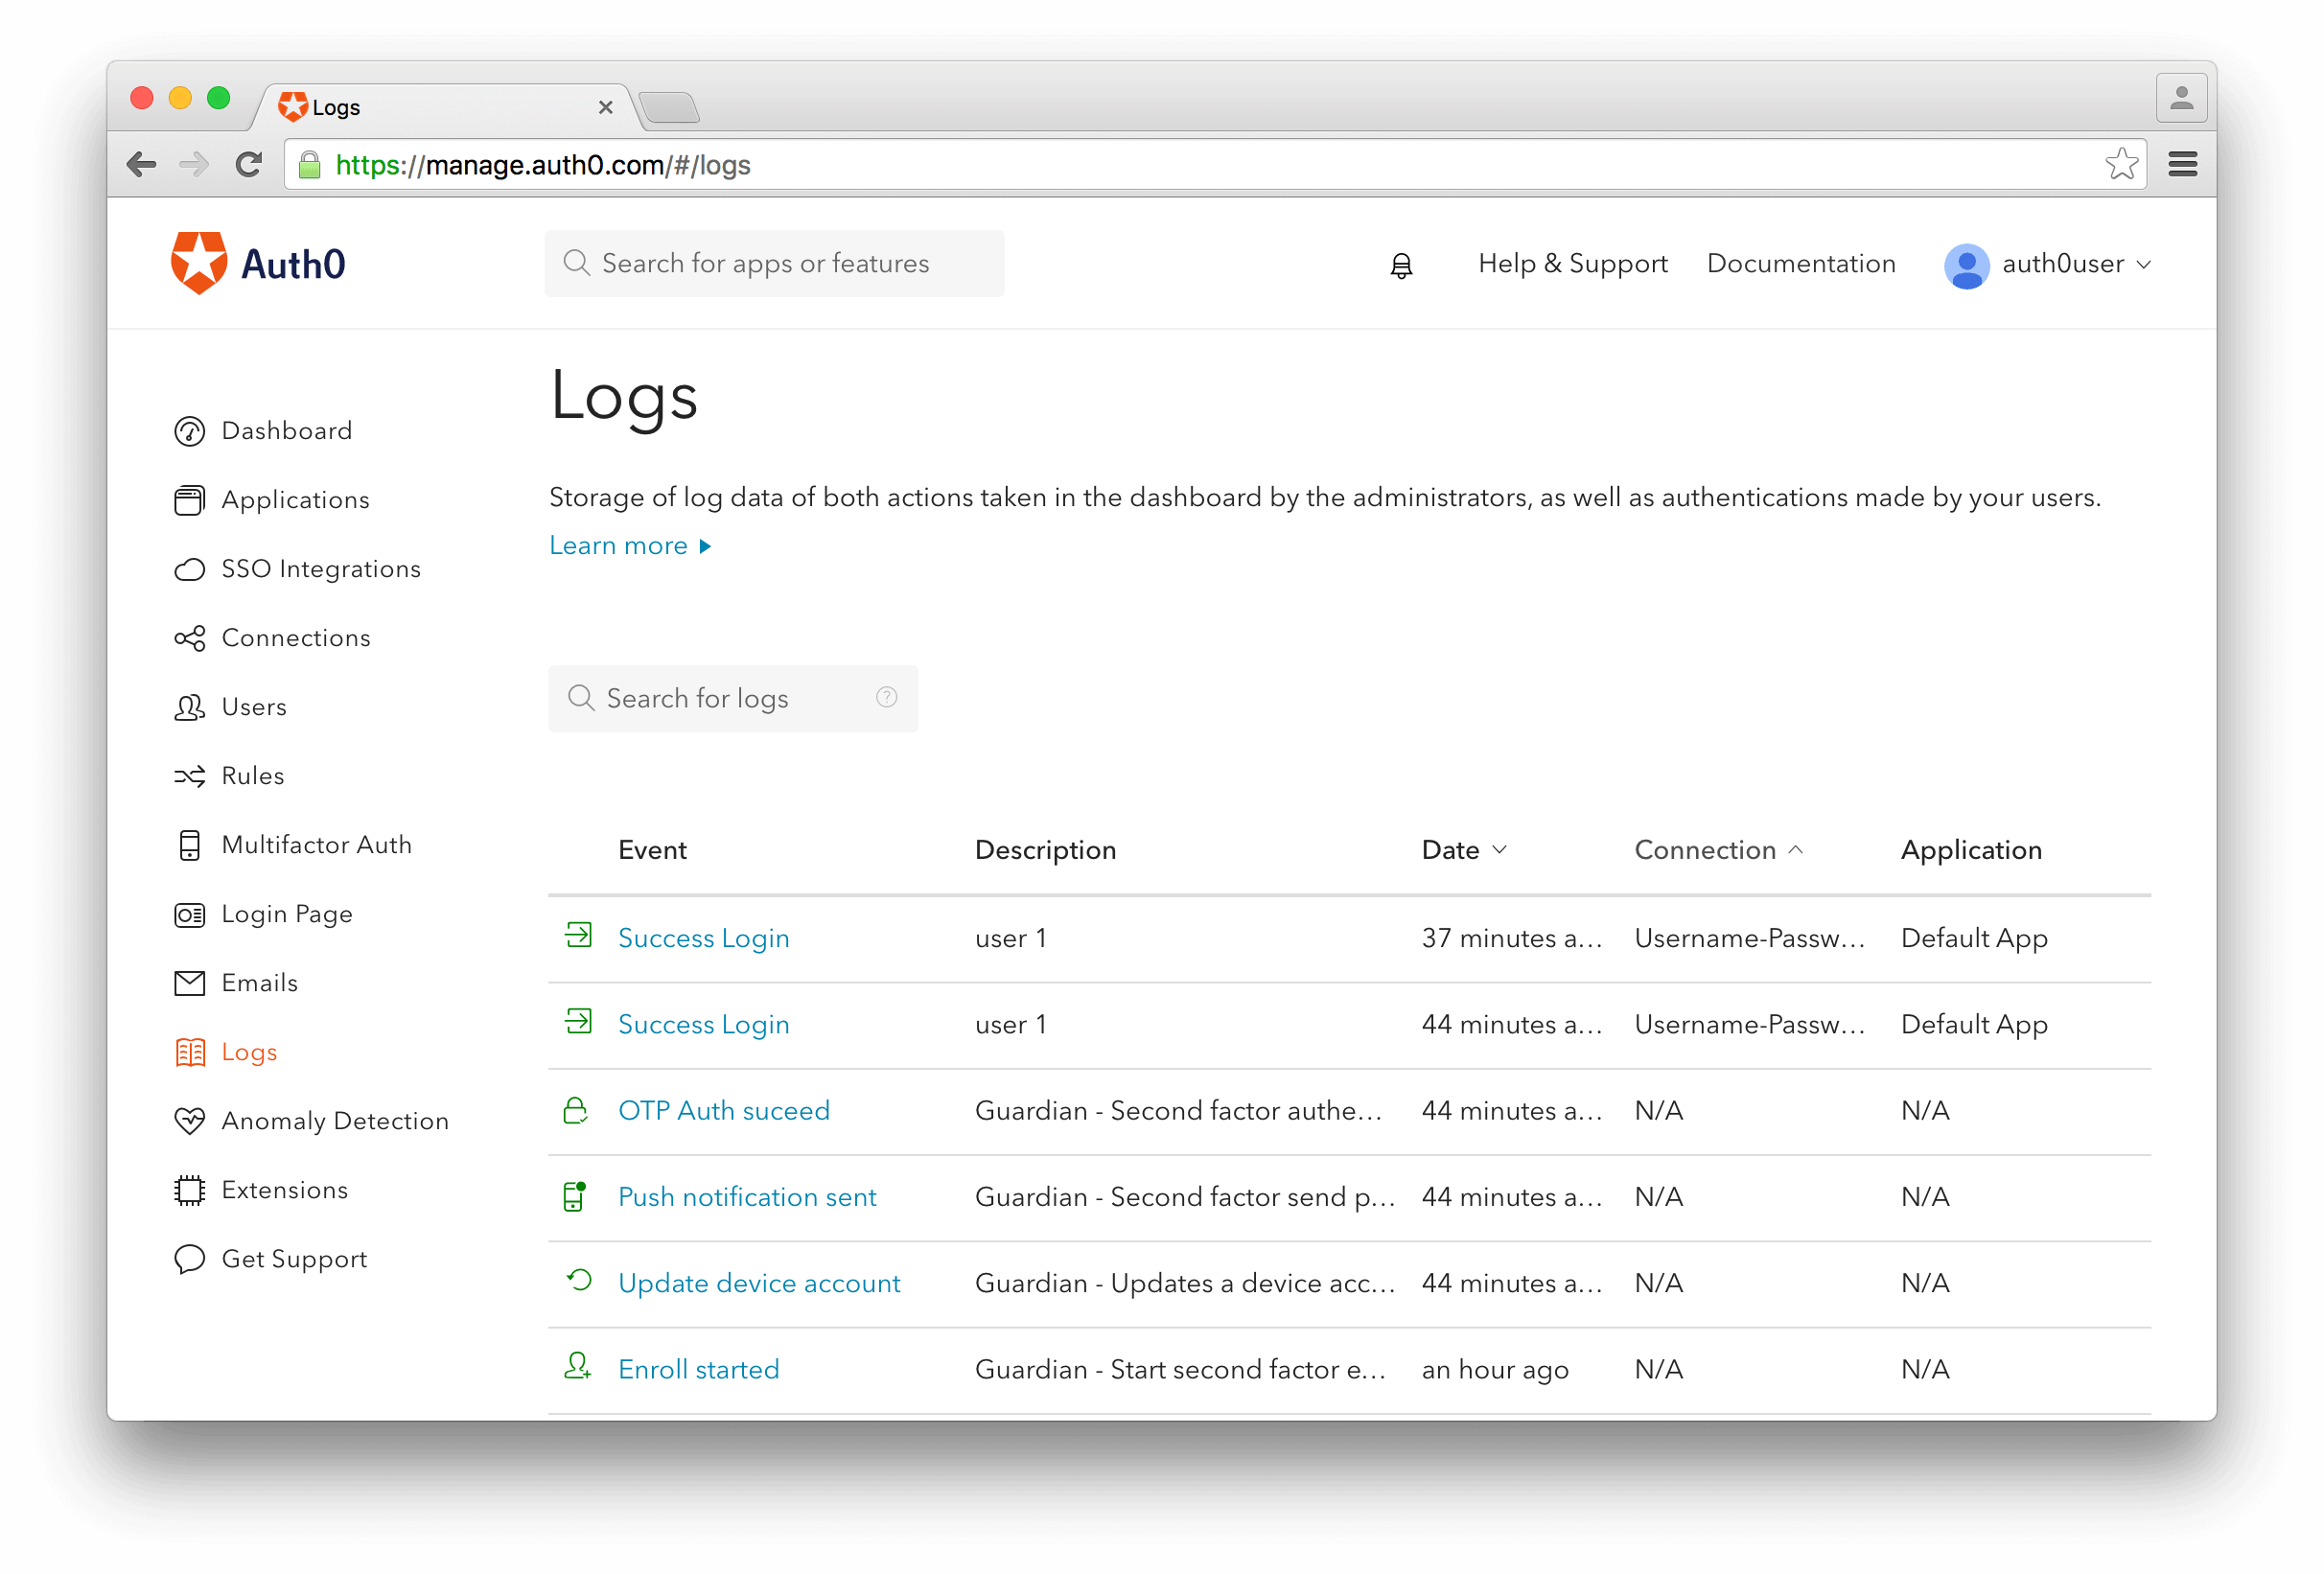 Logs
https://manage.auth0.com/#/logs
Auth0
Search for apps or features
Help & Support
Documentation
auth0user
Dashboard
Applications
SSO Integrations
Connections
Users
Rules
Multifactor Auth
Login Page
Emails
Logs
Anomaly Detection
Extensions
Get Support
Logs
Storage of log data of both actions taken in the dashboard by the administrators, as well as authentications made by your users.
Learn more
Search for logs ?
Event Description Date Connection Application
Success Login user 1 37 minutes a... Username-Passw... Default App
Success Login user 1 44 minutes a... Username-Passw... Default App
OTP Auth suceed Guardian - Second factor authe... 44 minutes a... N/A N/A
Push notification sent Guardian - Second factor send p... 44 minutes a... N/A N/A
Update device account Guardian - Updates a device acc... 44 minutes a... N/A N/A
Enroll started Guardian - Start second factor e... an hour ago N/A N/A